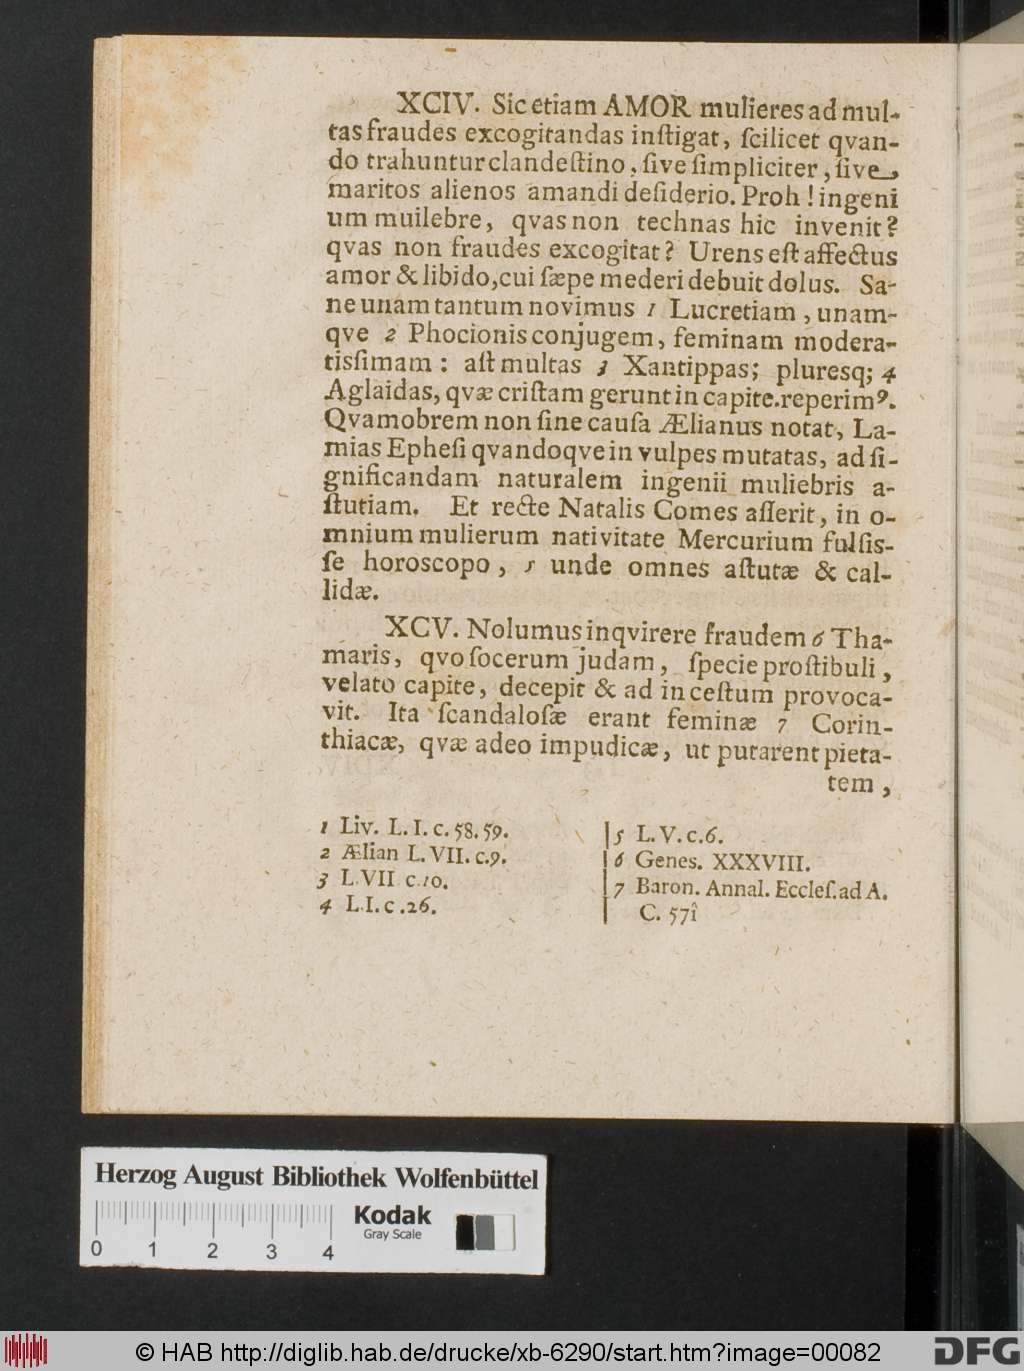 XCIV. Sic etiam AMOR mulieres ad mul-
tas fraudes excogitandas inſtigat, ſcilicet qvan-
do trahuntur clandeſtino, ſive ſimpliciter, ſive
maritos alienos amandi deſiderio. Proh! ingeni
um muilebre, qvas non technas hic invenit?
qvas non fraudes excogitat? Urens eſt affectus
amor & libido, cui ſæpe mederi debuit dolus. Sa-
ne unam tantum novimus 1 Lucretiam, unam-
qve 2 Phocionis conjugem, feminam modera-
tisſimam: aſt multas 3 Xantippas; pluresq; 4
Aglaidas, qvæ criſtam gerunt in capite. reperimꝰ.
Qvamobrem non ſine cauſa Ælianus notat, La-
mias Epheſi qvandoqve in vulpes mutatas, ad ſi-
gnificandam naturalem ingenii muliebris a-
ſtutiam. Et recte Natalis Comes aſſerit, in o-
mnium mulierum nativitate Mercurium fulſis-
ſe horoscopo, 5 unde omnes aſtutæ & cal-
lidæ.
XCV. Nolumus inqvirere fraudem 6 Tha-
maris, qvo ſocerum judam, ſpecie proſtibuli,
velato capite, decepit & ad inceſtum provoca-
vit. Ita ſcandaloſæ erant feminæ 7 Corin-
thiacæ, qvæ adeo impudicæ, ut putarent pieta-
tem,
1 Liv. L. I. c. 58. 59.
2 Ælian L. VII. c. 9.
3 L. VII c. 10.
4 L. I. c. 26.
5 L. V. c. 6.
6 Genes. XXXVIII.
7 Baron. Annal. Eccleſ. ad A.
C. 57î
Herzog August Bibliothek Wolfenbüttel
Kodak
Gray Scale
0 1 2 3 4
© HAB http://diglib.hab.de/drucke/xb-6290/start.htm?image=00082
DFG